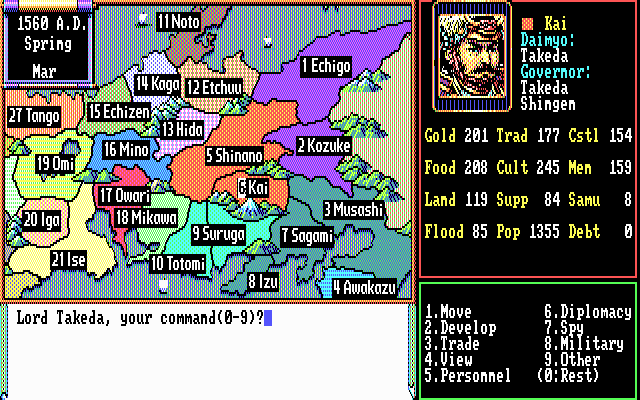 1560 A.D.
Spring
Mar
11 Noto
1 Echigo
14 Kaga
12 Etchuu
27 Tango
15 Echizen
13 Hida
2 Kozuke
19 Omi
16 Mino
5 Shinano
6 Kai
17 Owari
3 Musashi
20 Iga
18 Mikawa
9 Suruga
7 Sagami
21 Ise
10 Totomi
8 Izu
4 Awakazu
Kai
Daimyo:
Takeda
Governor:
Takeda
Shingen
Gold 201 Trad 177 Cstl 154
Food 208 Cult 245 Men 159
Land 119 Supp 84 Samu 8
Flood 85 Pop 1355 Debt 0
Lord Takeda, your command(0-9)?
1.Move 6.Diplomacy
2.Develop 7.Spy
3.Trade 8.Military
4.View 9.Other
5.Personnel (0:Rest)